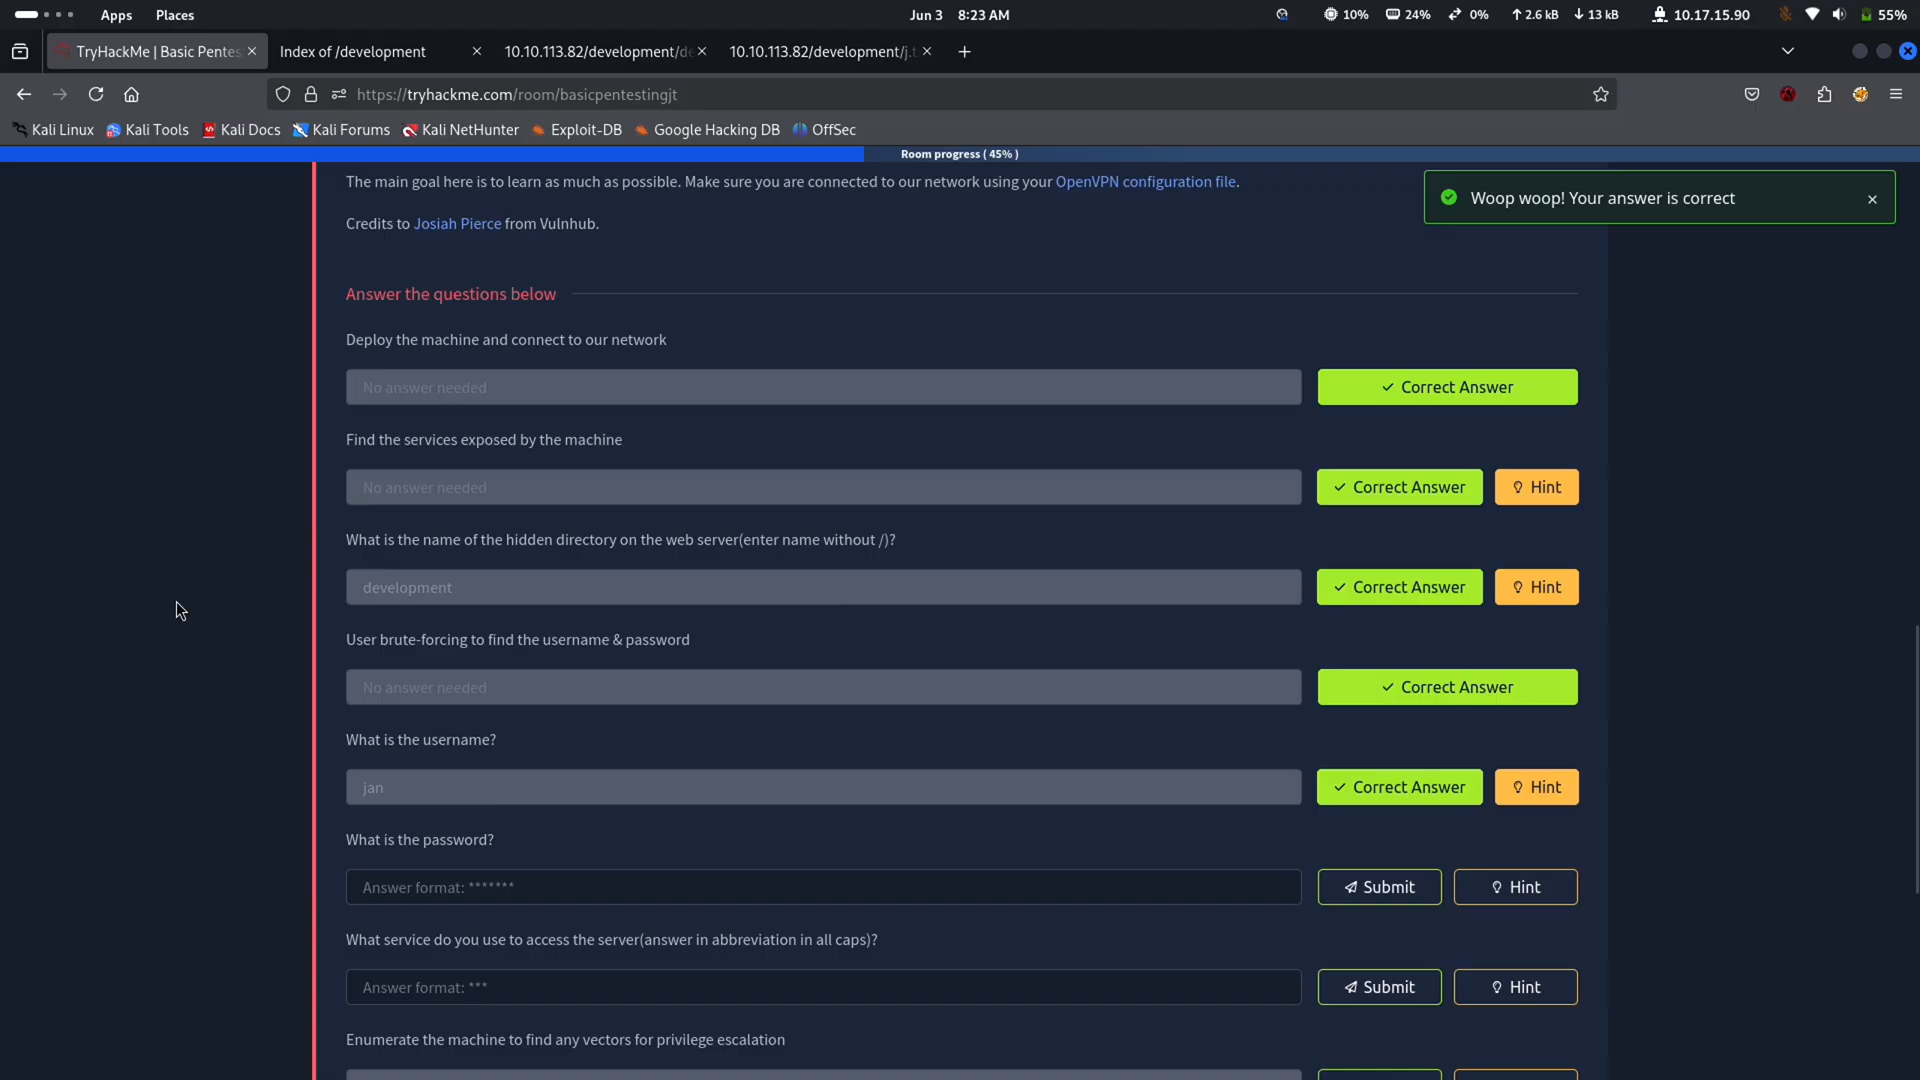 Apps Places Jun 3 8:23 AM 10% 24% 0% 2.6 kB 13 kB 10.17.15.90 55%
TryHackMe | Basic Pentes Index of /development 10.10.113.82/development/de 10.10.113.82/development/j.t
https://tryhackme.com/room/basicpentestingjt
Kali Linux Kali Tools Kali Docs Kali Forums Kali NetHunter Exploit-DB Google Hacking DB OffSec
Room progress ( 45% )
The main goal here is to learn as much as possible. Make sure you are connected to our network using your OpenVPN configuration file.
Woop woop! Your answer is correct
Credits to Josiah Pierce from Vulnhub.
Answer the questions below
Deploy the machine and connect to our network
No answer needed Correct Answer
Find the services exposed by the machine
No answer needed Correct Answer Hint
What is the name of the hidden directory on the web server(enter name without /)?
development Correct Answer Hint
User brute-forcing to find the username & password
No answer needed Correct Answer
What is the username?
jan Correct Answer Hint
What is the password?
Answer format: ******* Submit Hint
What service do you use to access the server(answer in abbreviation in all caps)?
Answer format: *** Submit Hint
Enumerate the machine to find any vectors for privilege escalation